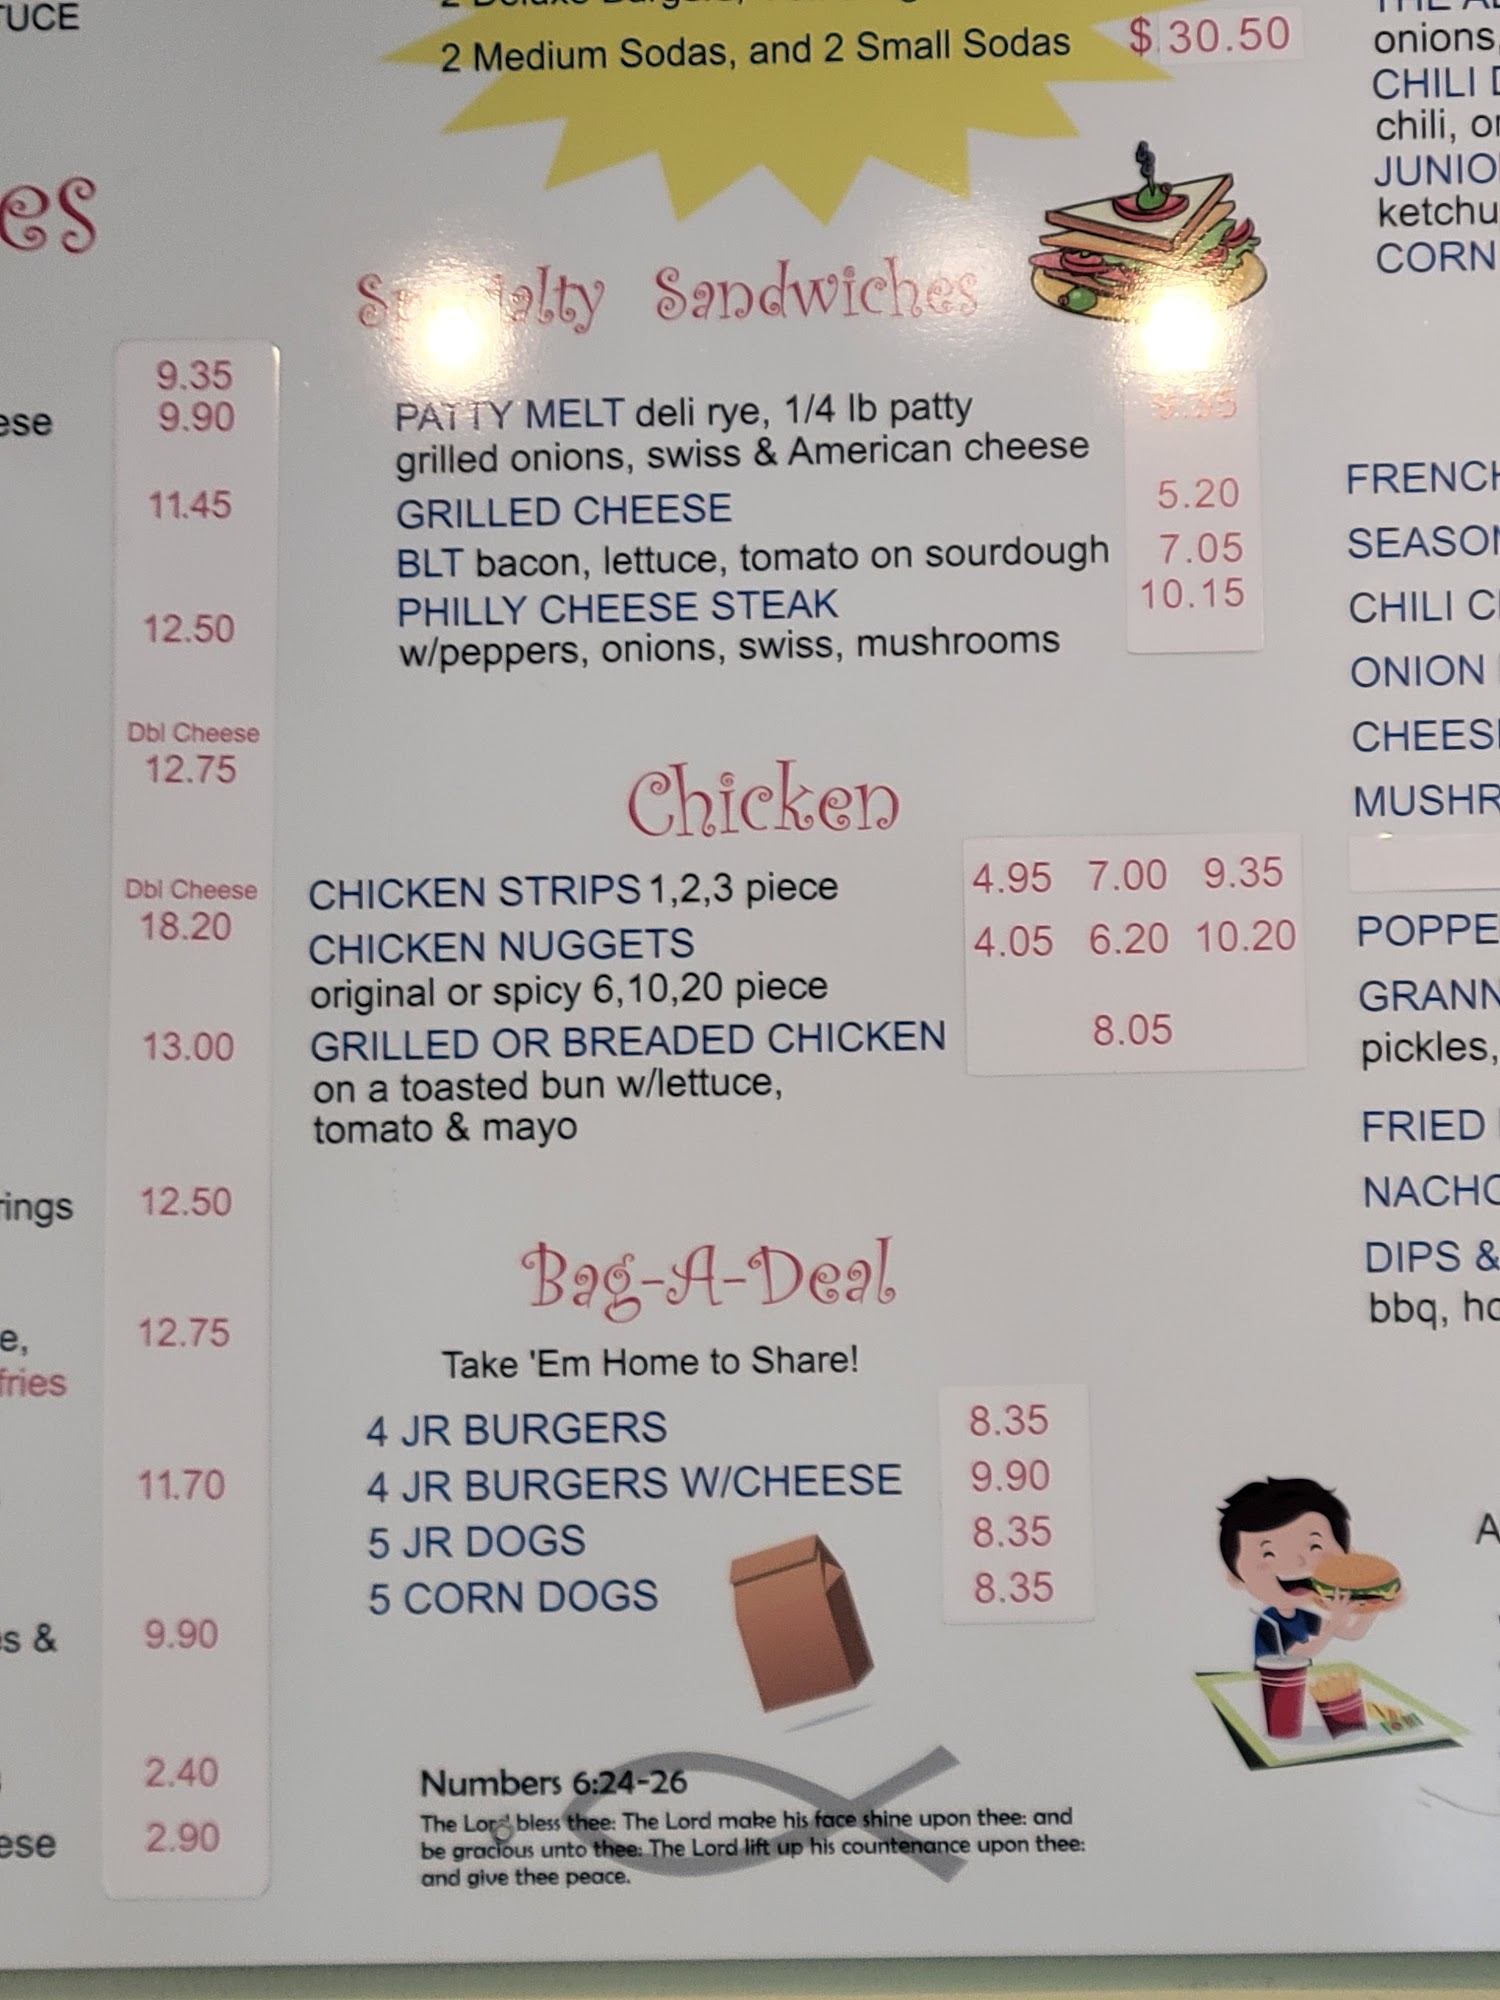 TUCE
es
9.35
ese 9.90
11.45
12.50
Dbl Cheese
12.75
Dbl Cheese
18.20
13.00
rings 12.50
e, 12.75
fries
11.70
s & 9.90
2.40
ese 2.90
2 Deluxe Burgers,
2 Medium Sodas, and 2 Small Sodas $ 30.50
Specialty Sandwiches
PATTY MELT deli rye, 1/4 lb patty
grilled onions, swiss & American cheese
GRILLED CHEESE 5.20
BLT bacon, lettuce, tomato on sourdough 7.05
PHILLY CHEESE STEAK 10.15
w/peppers, onions, swiss, mushrooms
Chicken
CHICKEN STRIPS 1,2,3 piece 4.95 7.00 9.35
CHICKEN NUGGETS 4.05 6.20 10.20
original or spicy 6,10,20 piece
GRILLED OR BREADED CHICKEN 8.05
on a toasted bun w/lettuce,
tomato & mayo
Bag-A-Deal
Take 'Em Home to Share!
4 JR BURGERS 8.35
4 JR BURGERS W/CHEESE 9.90
5 JR DOGS 8.35
5 CORN DOGS 8.35
Numbers 6:24-26
The Lord bless thee: The Lord make his face shine upon thee: and
be gracious unto thee: The Lord lift up his countenance upon thee:
and give thee peace.
onions,
CHILI
chili,
JUNIO
ketchu
CORN
FRENCH
SEASON
CHILI
ONION
CHEES
MUSHR
POPPE
GRANN
pickles,
FRIED
NACHO
DIPS &
bbq, ho
A